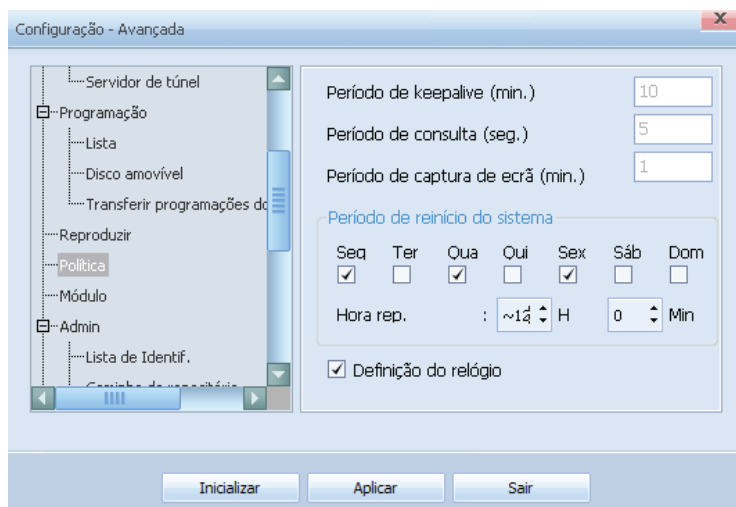 Configuração - Avançada
Servidor de túnel
Programação
Lista
Disco amovível
Transferir programações do
Reproduzir
Política
Módulo
Admin
Lista de Identif.
Período de keepalive (min.) 10
Período de consulta (seg.) 5
Período de captura de ecrã (min.) 1
Período de reinício do sistema
Seg Ter Qua Qui Sex Sáb Dom
Hora rep. : H 0 Min
Definição do relógio
Inicializar Aplicar Sair